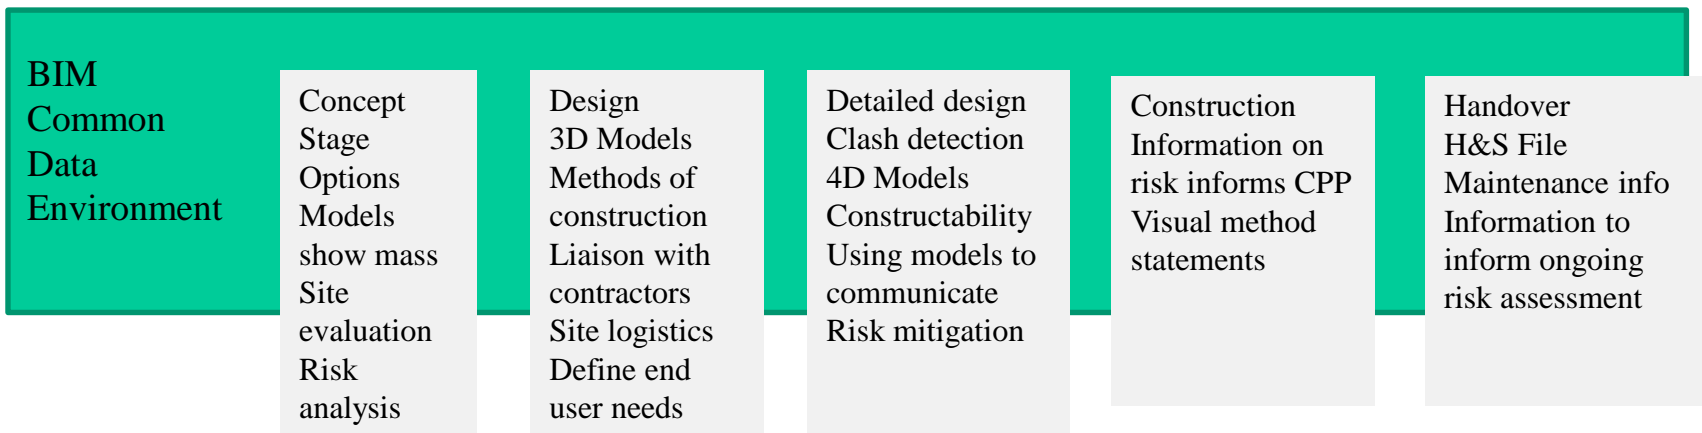 BIM
Common
Data
Environment
Concept
Stage
Options
Models
show mass
Site
evaluation
Risk
analysis
Design
3D Models
Methods of
construction
Liaison with
contractors
Site logistics
Define end
user needs
Detailed design
Clash detection
4D Models
Constructability
Using models to
communicate
Risk mitigation
Construction
Information on
risk informs CPP
Visual method
statements
Handover
H&S File
Maintenance info
Information to
inform ongoing
risk assessment